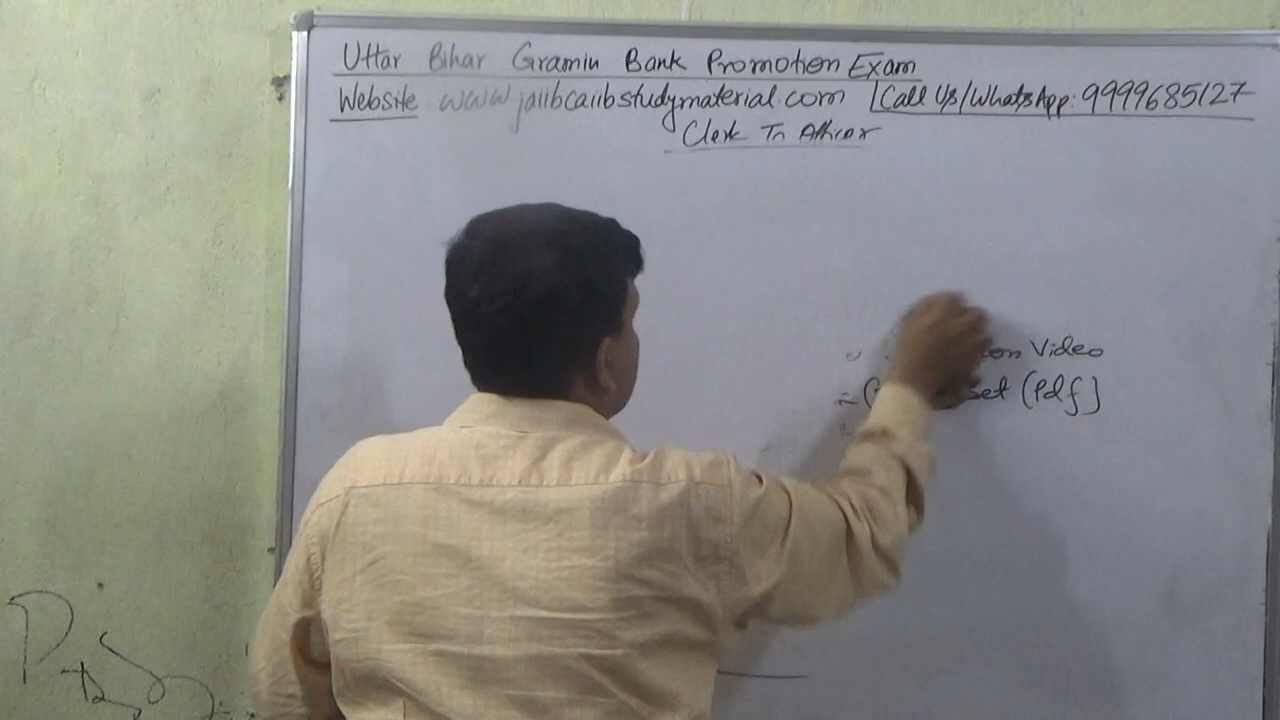 Uttar Bihar Gramin Bank Promotion Exam
Website www.jaiibcaiibstudymaterial.com Call Us/WhatsApp: 9999685127
Clerk To Officer
Video
set (Pdf)